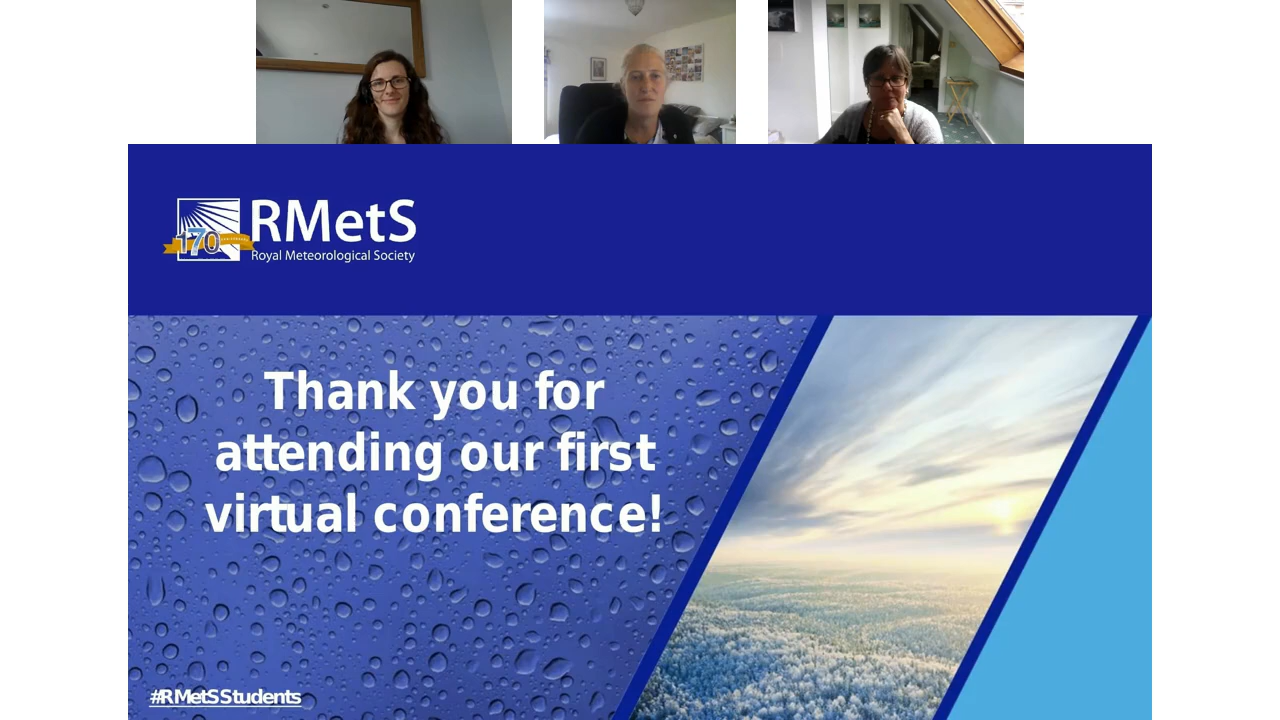 170
RMetS
Royal Meteorological Society
Thank you for
attending our first
virtual conference!
#RMetSStudents